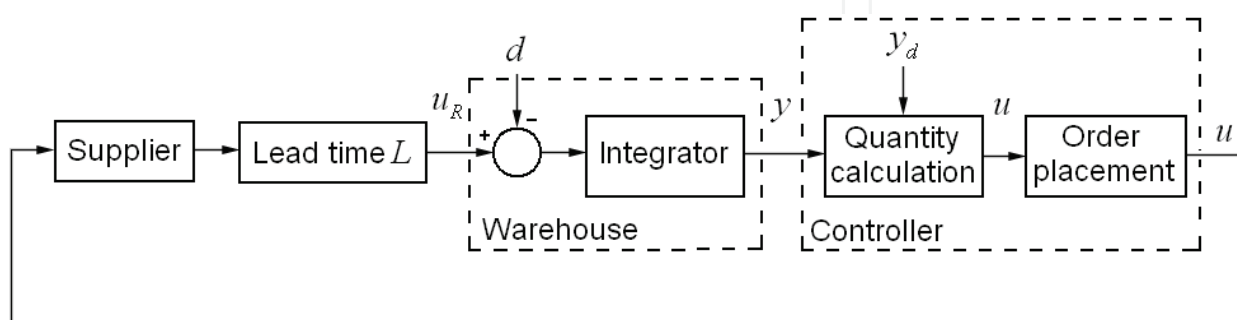 Supplier
Lead time L
u_R
+
d
-
Integrator
Warehouse
y
y_d
Quantity
calculation
u
Order
placement
u
Controller